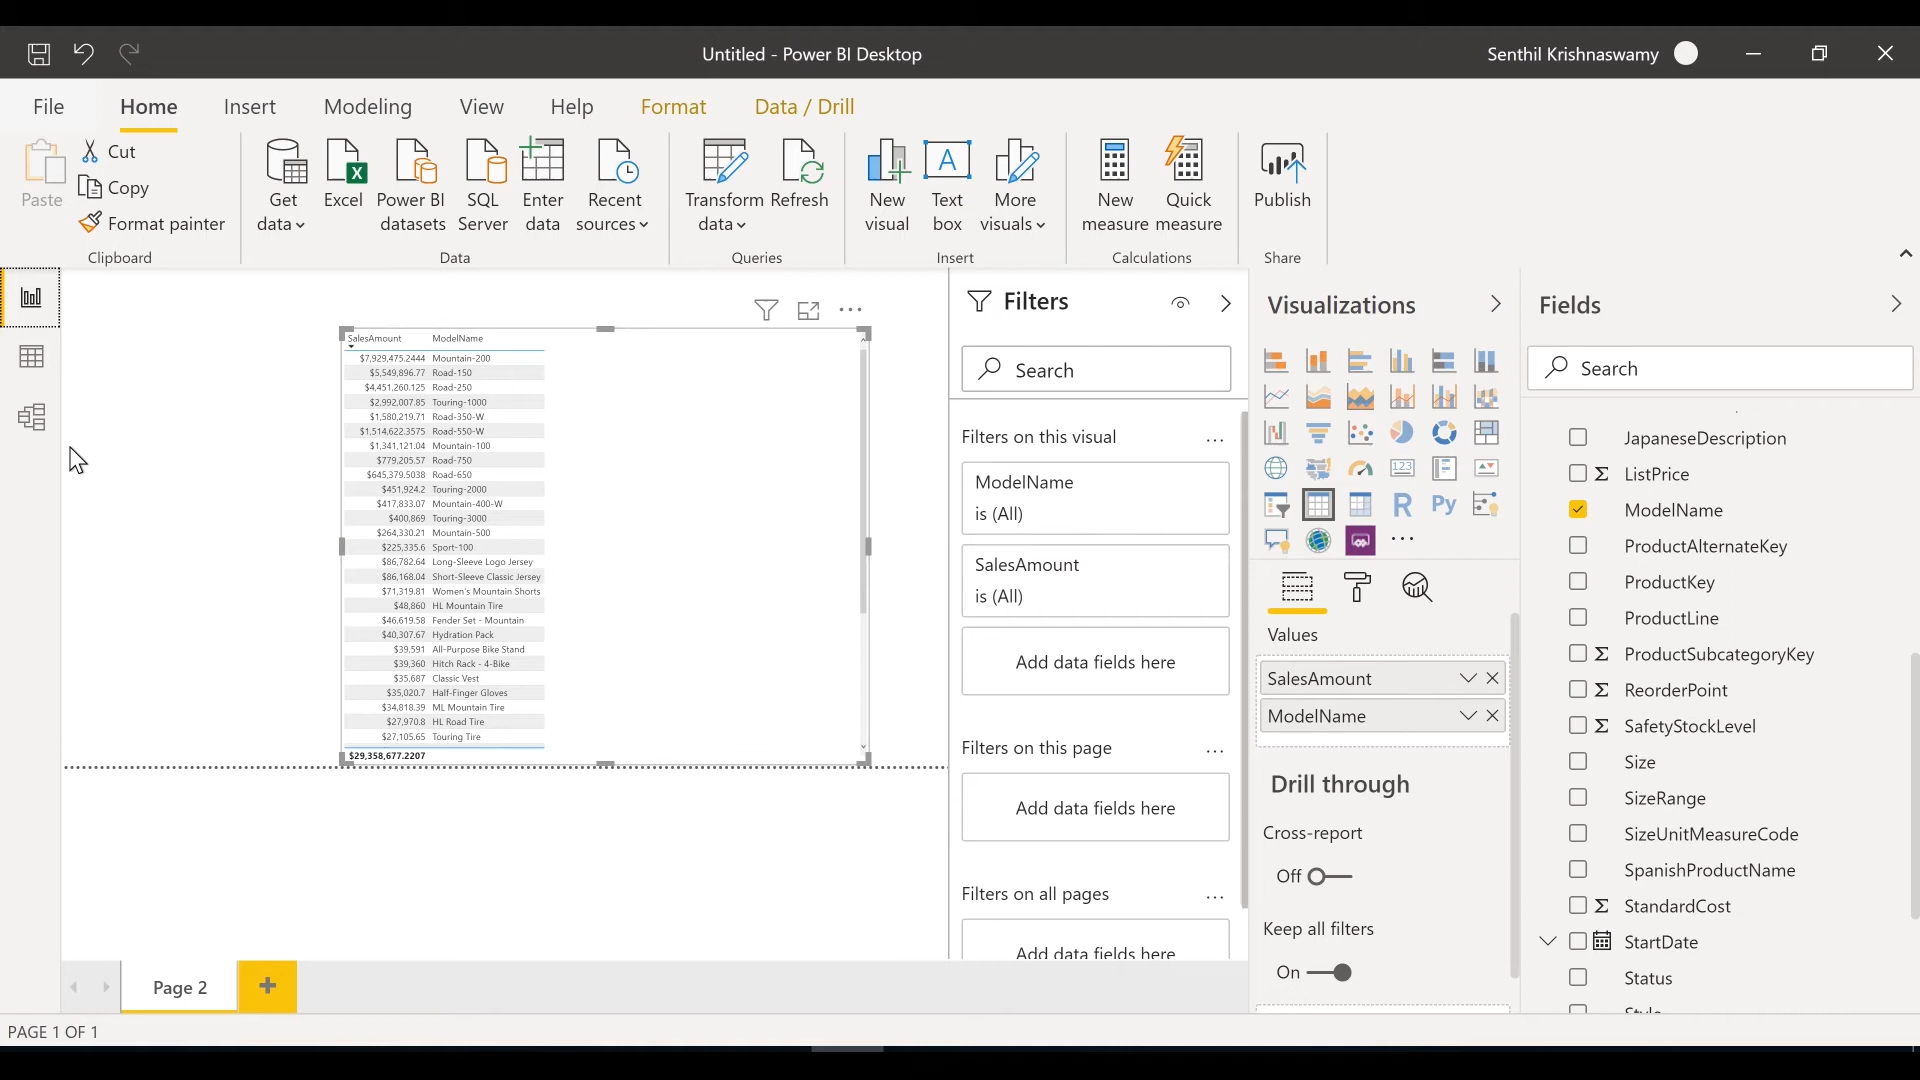 Untitled - Power BI Desktop
Senthil Krishnaswamy
File Home Insert Modeling View Help Format Data / Drill
Paste
Cut
Copy
Format painter
Clipboard
Get data
Excel
Power BI datasets
SQL Server
Enter data
Recent sources
Data
Transform data
Refresh
Queries
New visual
A
Text box
More visuals
Insert
New measure
Quick measure
Calculations
Publish
Share
SalesAmount ModelName
$7,929,475.2444 Mountain-200
$5,549,896.77 Road-150
$4,451,260.125 Road-250
$2,992,007.85 Touring-1000
$1,580,219.71 Road-350-W
$1,514,622.3575 Road-550-W
$1,341,121.04 Mountain-100
$779,205.57 Road-750
$645,379.5038 Road-650
$451,924.2 Touring-2000
$417,833.07 Mountain-400-W
$400,869 Touring-3000
$264,330.21 Mountain-500
$225,335.6 Sport-100
$86,782.64 Long-Sleeve Logo Jersey
$86,168.04 Short-Sleeve Classic Jersey
$71,319.81 Women's Mountain Shorts
$48,860 HL Mountain Tire
$46,619.58 Fender Set - Mountain
$40,307.67 Hydration Pack
$39,591 All-Purpose Bike Stand
$39,360 Hitch Rack - 4-Bike
$35,687 Classic Vest
$35,020.7 Half-Finger Gloves
$34,818.39 ML Mountain Tire
$27,970.8 HL Road Tire
$27,105.65 Touring Tire
$29,358,677.2207
Filters
Search
Filters on this visual ...
ModelName
is (All)
SalesAmount
is (All)
Add data fields here
Filters on this page ...
Add data fields here
Filters on all pages ...
Add data fields here
Visualizations
123
R
Py
...
Values
SalesAmount
ModelName
Drill through
Cross-report
Off
Keep all filters
On
Fields
Search
JapaneseDescription
Σ ListPrice
ModelName
ProductAlternateKey
ProductKey
ProductLine
Σ ProductSubcategoryKey
Σ ReorderPoint
Σ SafetyStockLevel
Size
SizeRange
SizeUnitMeasureCode
SpanishProductName
Σ StandardCost
StartDate
Status
Style
Page 2
+
PAGE 1 OF 1